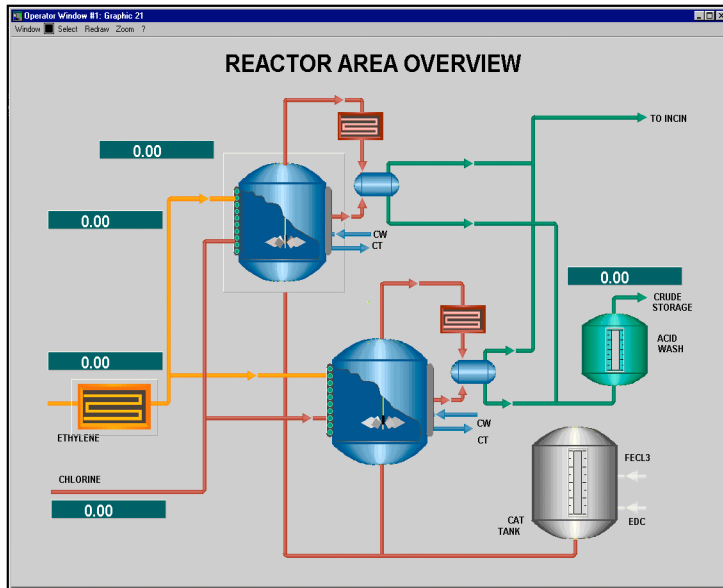 Operator Window #1: Graphic 21
Window Select Redraw Zoom ?
REACTOR AREA OVERVIEW
TO INCIN
0.00
0.00
CW
CT
0.00
CRUDE
STORAGE
ACID
WASH
0.00
ETHYLENE
CW
CT
CHLORINE
0.00
FECL3
CAT
TANK
EDC